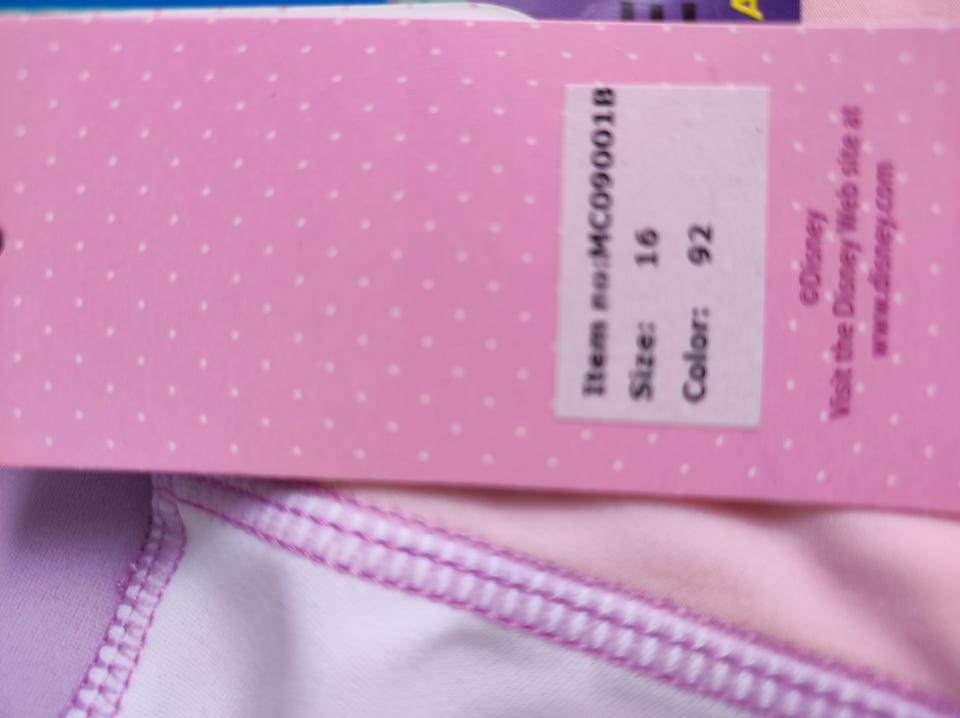 Item no:MC09001B
Size: 16
Color: 92
©Disney
Visit the Disney Web site at
www.disney.com